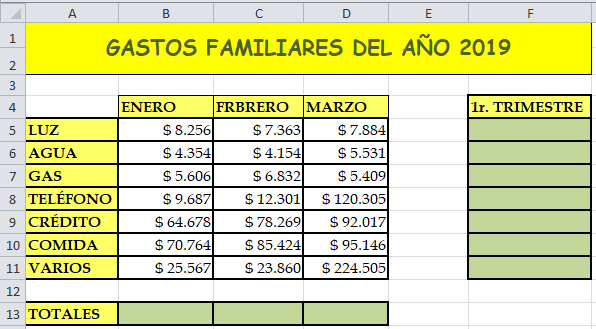 A B C D E F
1
GASTOS FAMILIARES DEL AÑO 2019
2
3
4 ENERO FRBRERO MARZO 1r. TRIMESTRE
5 LUZ $ 8.256 $ 7.363 $ 7.884
6 AGUA $ 4.354 $ 4.154 $ 5.531
7 GAS $ 5.606 $ 6.832 $ 5.409
8 TELÉFONO $ 9.687 $ 12.301 $ 120.305
9 CRÉDITO $ 64.678 $ 78.269 $ 92.017
10 COMIDA $ 70.764 $ 85.424 $ 95.146
11 VARIOS $ 25.567 $ 23.860 $ 224.505
12
13 TOTALES